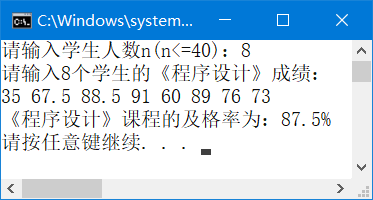 C:\Windows\system...
请输入学生人数n(n<=40): 8
请输入8个学生的《程序设计》成绩:
35 67.5 88.5 91 60 89 76 73
《程序设计》课程的及格率为: 87.5%
请按任意键继续. . .